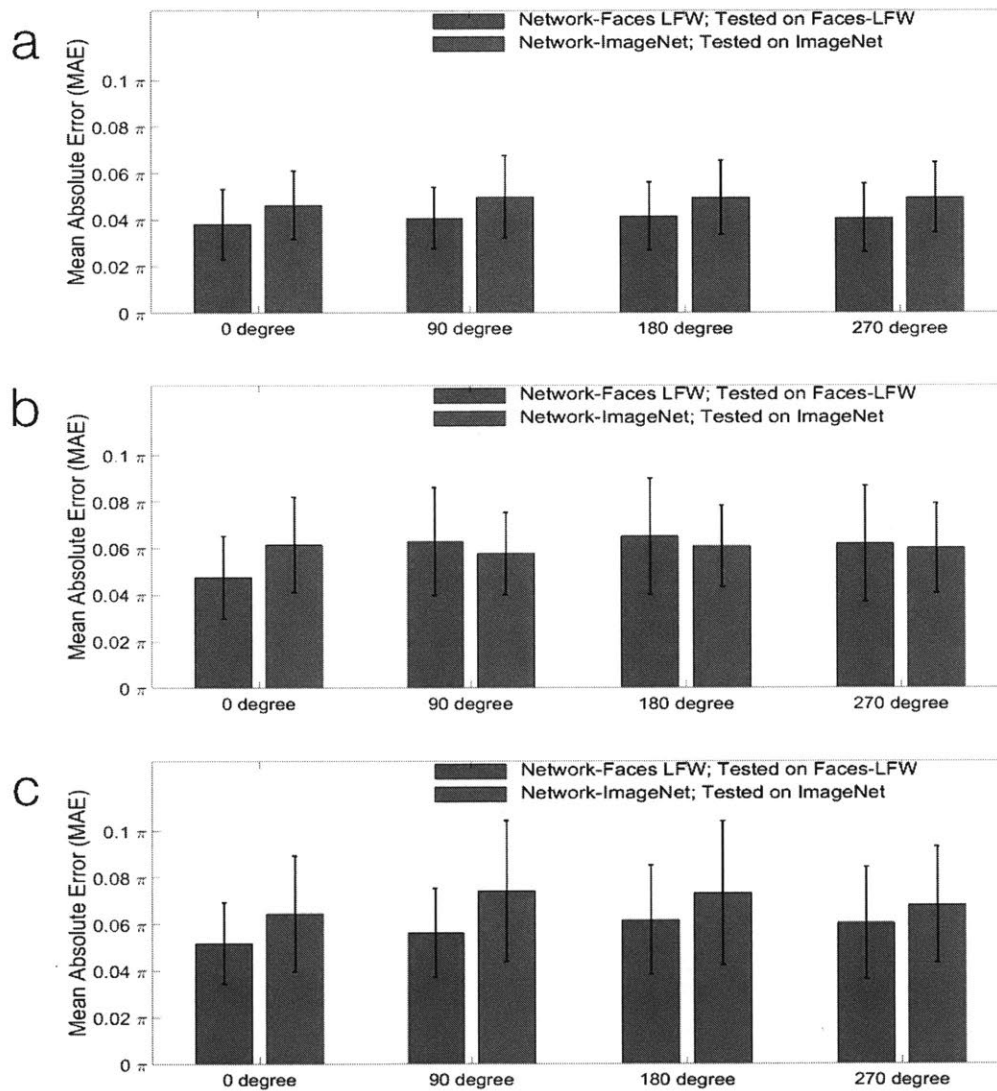 a
Network-Faces LFW; Tested on Faces-LFW
Network-ImageNet; Tested on ImageNet
Mean Absolute Error (MAE)
0.1 π
0.08 π
0.06 π
0.04 π
0.02 π
0 π
0 degree 90 degree 180 degree 270 degree
b
Network-Faces LFW; Tested on Faces-LFW
Network-ImageNet; Tested on ImageNet
Mean Absolute Error (MAE)
0.1 π
0.08 π
0.06 π
0.04 π
0.02 π
0 π
0 degree 90 degree 180 degree 270 degree
c
Network-Faces LFW; Tested on Faces-LFW
Network-ImageNet; Tested on ImageNet
Mean Absolute Error (MAE)
0.1 π
0.08 π
0.06 π
0.04 π
0.02 π
0 π
0 degree 90 degree 180 degree 270 degree